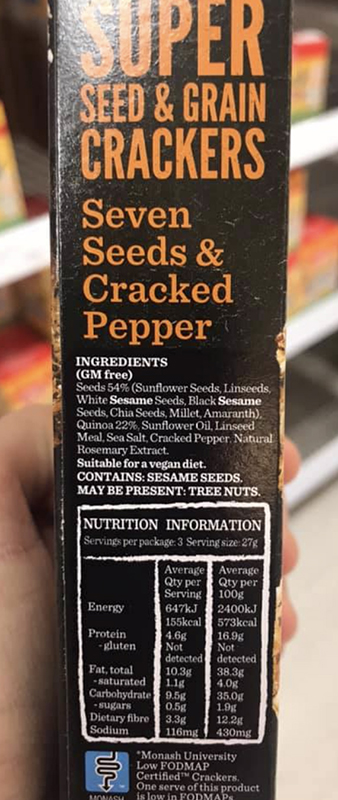 SUPER
SEED & GRAIN
CRACKERS
Seven
Seeds &
Cracked
Pepper
INGREDIENTS
(GM free)
Seeds 54% (Sunflower Seeds, Linseeds,
White Sesame Seeds, Black Sesame
Seeds, Chia Seeds, Millet, Amaranth),
Quinoa 22%, Sunflower Oil, Linseed
Meal, Sea Salt, Cracked Pepper, Natural
Rosemary Extract.
Suitable for a vegan diet.
CONTAINS: SESAME SEEDS.
MAY BE PRESENT: TREE NUTS.
NUTRITION INFORMATION
Servings per package: 3 Serving size: 27g
Average Average
Qty per Qty per
Serving 100g
Energy 647kJ 2400kJ
155kcal 573kcal
Protein 4.6g 16.9g
- gluten Not Not
detected detected
Fat, total 10.3g 38.3g
- saturated 1.1g 4.0g
Carbohydrate 9.5g 35.0g
- sugars 0.5g 1.9g
Dietary fibre 3.3g 12.2g
Sodium 116mg 430mg
*Monash University
Low FODMAP
Certified™ Crackers.
One serve of this product
MONASH is low in FODMAPs